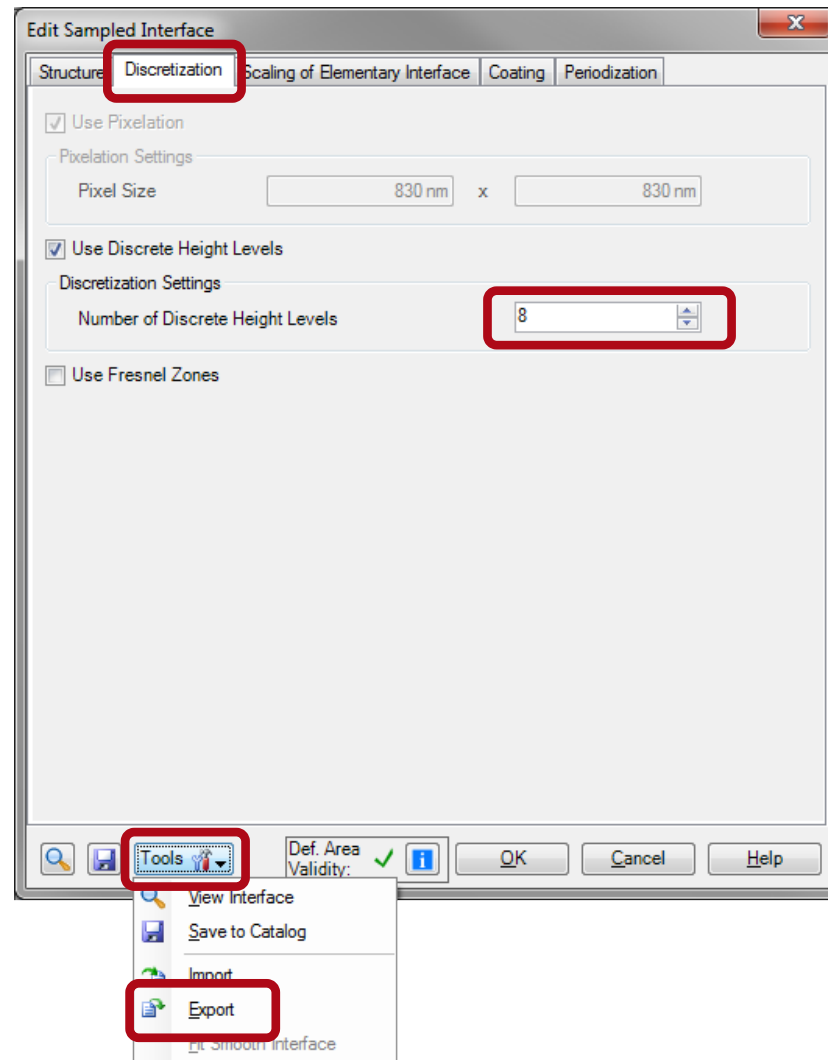 Edit Sampled Interface
Structure Discretization Scaling of Elementary Interface Coating Periodization
Use Pixelation
Pixelation Settings
Pixel Size 830 nm x 830 nm
Use Discrete Height Levels
Discretization Settings
Number of Discrete Height Levels 8
Use Fresnel Zones
Tools Def. Area Validity: OK Cancel Help
View Interface
Save to Catalog
Import
Export
Fit Smooth Interface